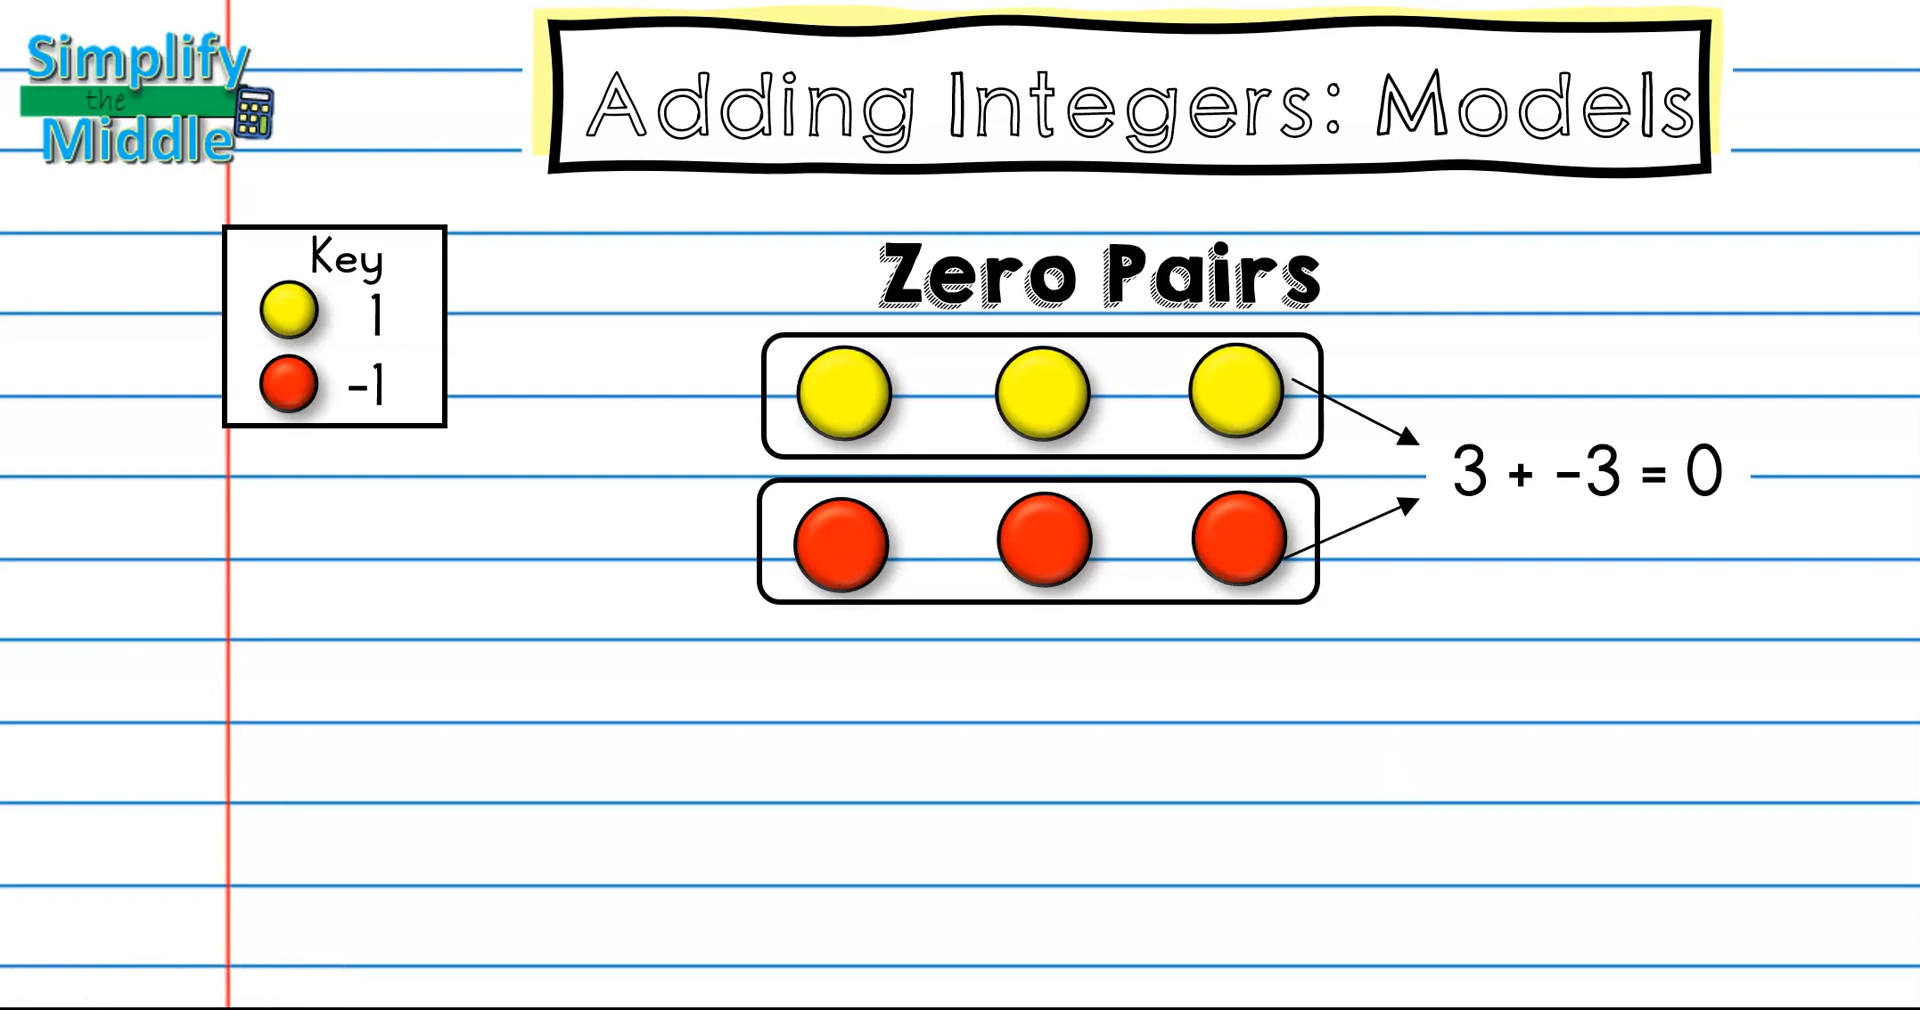 Simplify
the
Middle
Adding Integers: Models
Key
1
-1
Zero Pairs
3 + -3 = 0